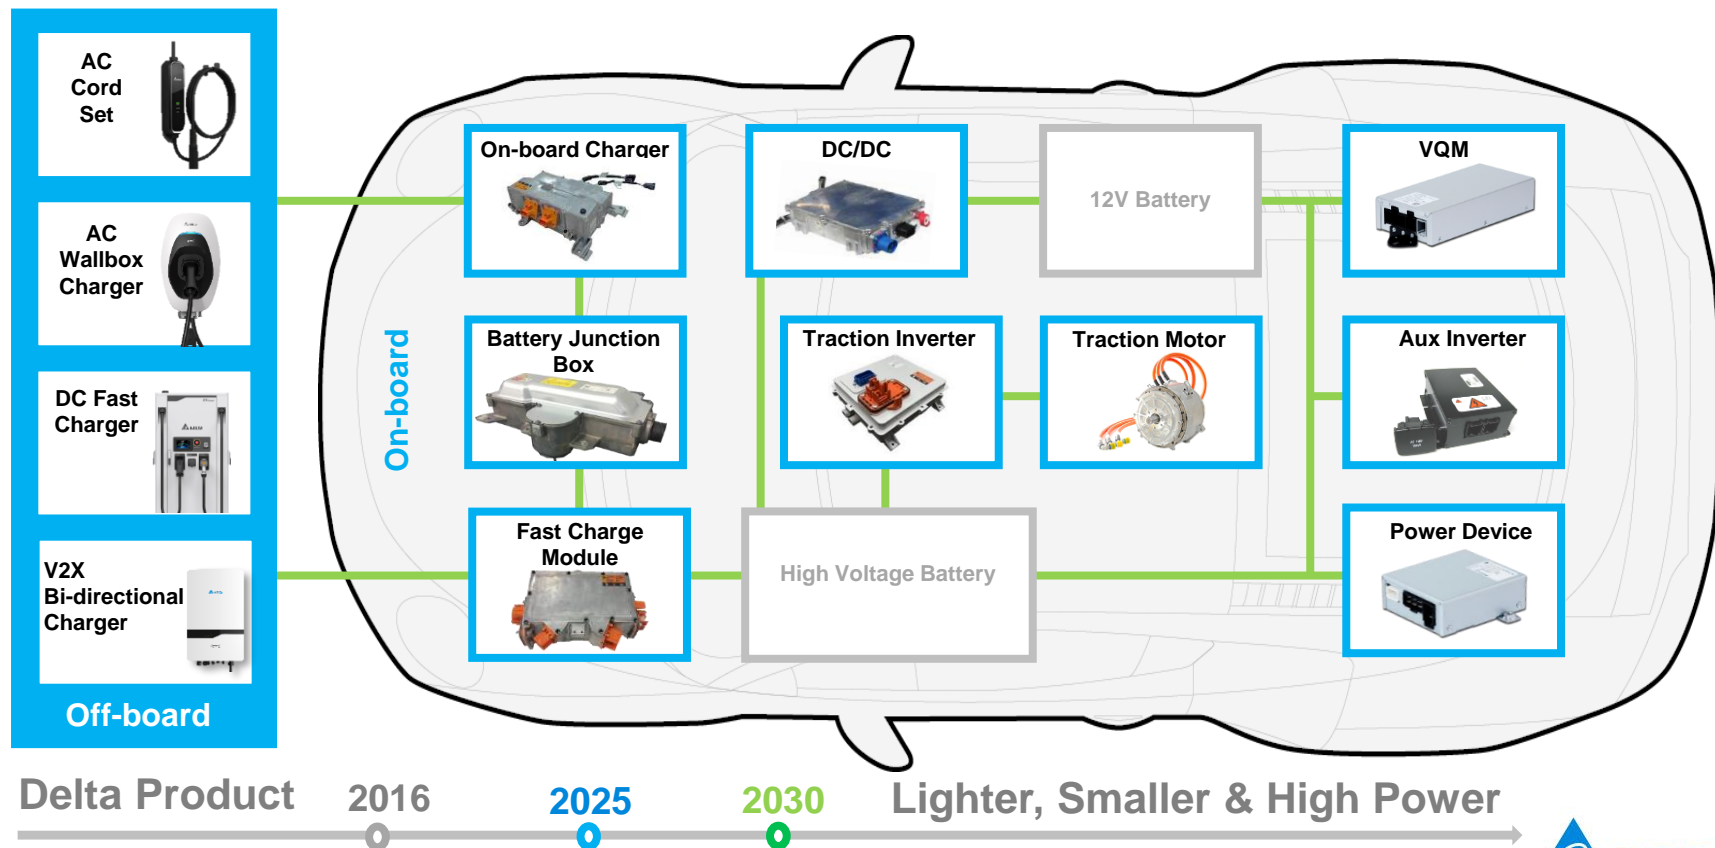 AC
Cord
Set
AC
Wallbox
Charger
DC Fast
Charger
V2X
Bi-directional
Charger
Off-board
On-board
On-board Charger
DC/DC
12V Battery
VQM
Battery Junction
Box
Traction Inverter
Traction Motor
Aux Inverter
Fast Charge
Module
High Voltage Battery
Power Device
Delta Product
2016
2025
2030
Lighter, Smaller & High Power